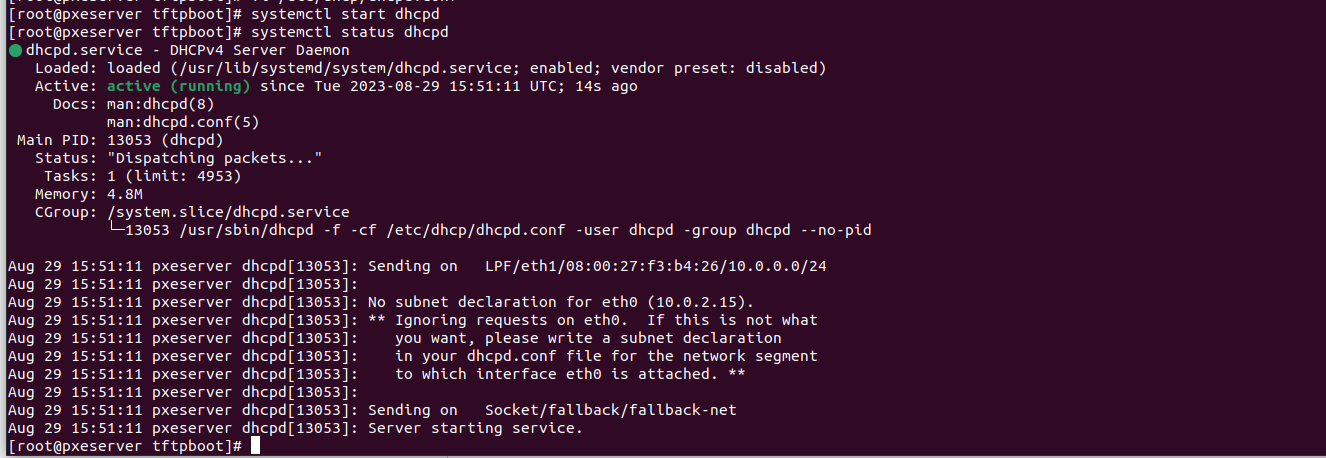 [root@pxeserver tftpboot]# systemctl start dhcpd
[root@pxeserver tftpboot]# systemctl status dhcpd
● dhcpd.service - DHCPv4 Server Daemon
   Loaded: loaded (/usr/lib/systemd/system/dhcpd.service; enabled; vendor preset: disabled)
   Active: active (running) since Tue 2023-08-29 15:51:11 UTC; 14s ago
     Docs: man:dhcpd(8)
           man:dhcpd.conf(5)
 Main PID: 13053 (dhcpd)
   Status: "Dispatching packets..."
    Tasks: 1 (limit: 4953)
   Memory: 4.8M
   CGroup: /system.slice/dhcpd.service
           └─13053 /usr/sbin/dhcpd -f -cf /etc/dhcp/dhcpd.conf -user dhcpd -group dhcpd --no-pid

Aug 29 15:51:11 pxeserver dhcpd[13053]: Sending on   LPF/eth1/08:00:27:f3:b4:26/10.0.0.0/24
Aug 29 15:51:11 pxeserver dhcpd[13053]:
Aug 29 15:51:11 pxeserver dhcpd[13053]: No subnet declaration for eth0 (10.0.2.15).
Aug 29 15:51:11 pxeserver dhcpd[13053]: ** Ignoring requests on eth0.  If this is not what
Aug 29 15:51:11 pxeserver dhcpd[13053]:    you want, please write a subnet declaration
Aug 29 15:51:11 pxeserver dhcpd[13053]:    in your dhcpd.conf file for the network segment
Aug 29 15:51:11 pxeserver dhcpd[13053]:    to which interface eth0 is attached. **
Aug 29 15:51:11 pxeserver dhcpd[13053]:
Aug 29 15:51:11 pxeserver dhcpd[13053]: Sending on   Socket/fallback/fallback-net
Aug 29 15:51:11 pxeserver dhcpd[13053]: Server starting service.
[root@pxeserver tftpboot]#